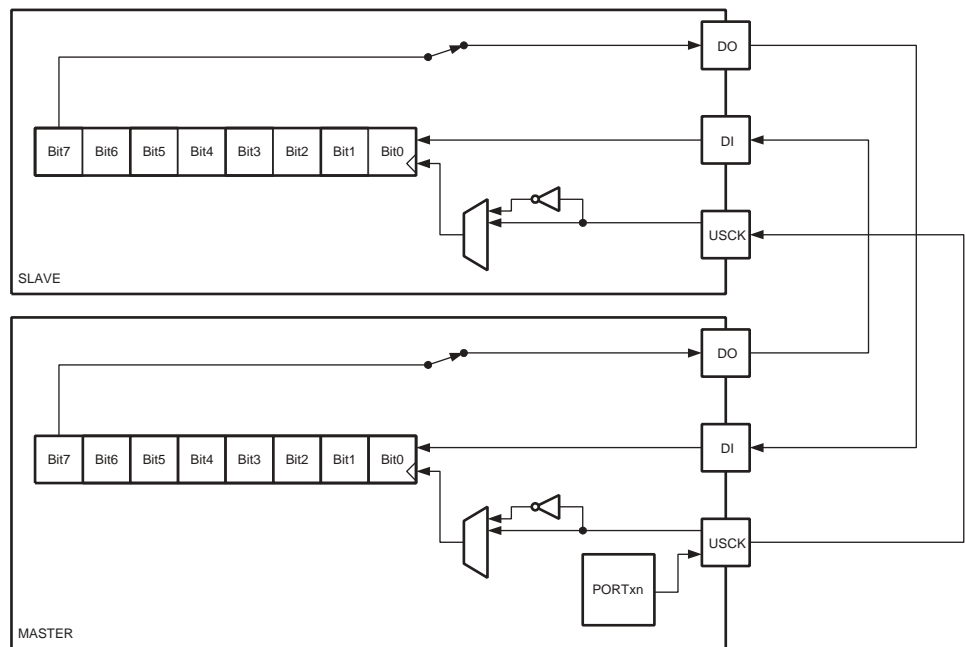 DO
Bit7 Bit6 Bit5 Bit4 Bit3 Bit2 Bit1 Bit0
DI
USCK
SLAVE
DO
Bit7 Bit6 Bit5 Bit4 Bit3 Bit2 Bit1 Bit0
DI
USCK
PORTxn
MASTER